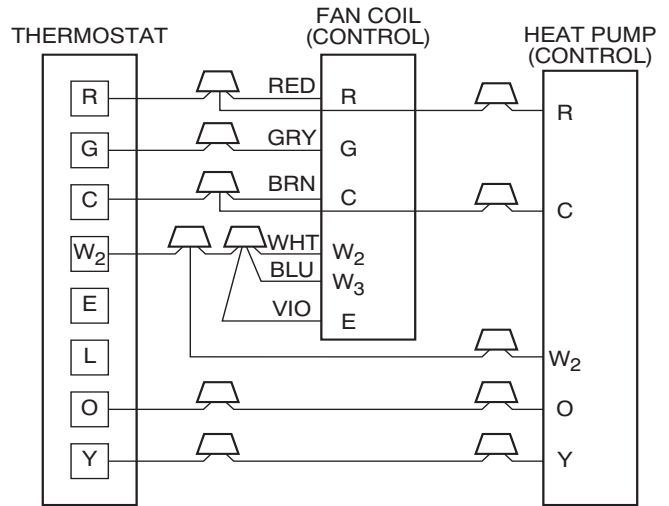 THERMOSTAT
R
G
C
W2
E
L
O
Y
RED
GRY
BRN
WHT
BLU
VIO
FAN COIL
(CONTROL)
R
G
C
W2
W3
E
HEAT PUMP
(CONTROL)
R
C
W2
O
Y